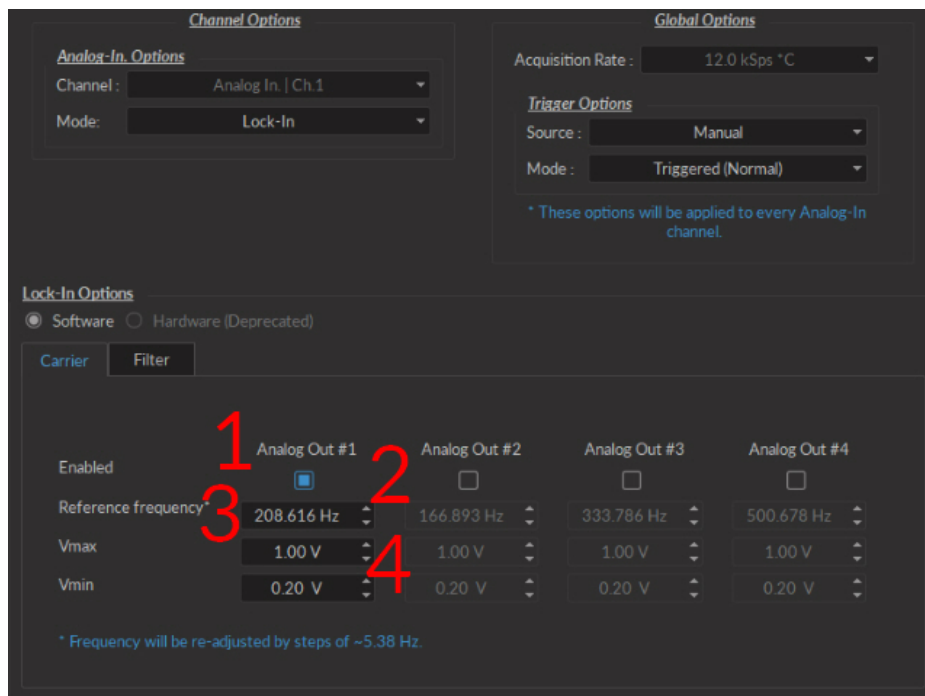 Channel Options
Global Options
Analog-In. Options
Channel : Analog In. | Ch.1
Mode: Lock-In
Acquisition Rate : 12.0 kSps *C
Trigger Options
Source : Manual
Mode : Triggered (Normal)
* These options will be applied to every Analog-In
channel.
Lock-In Options
Software Hardware (Deprecated)
Carrier Filter
1 2
Analog Out #1 Analog Out #2 Analog Out #3 Analog Out #4
Enabled
3
Reference frequency* 208.616 Hz 166.893 Hz 333.786 Hz 500.678 Hz
4
Vmax 1.00 V 1.00 V 1.00 V 1.00 V
Vmin 0.20 V 0.20 V 0.20 V 0.20 V
* Frequency will be re-adjusted by steps of ~5.38 Hz.